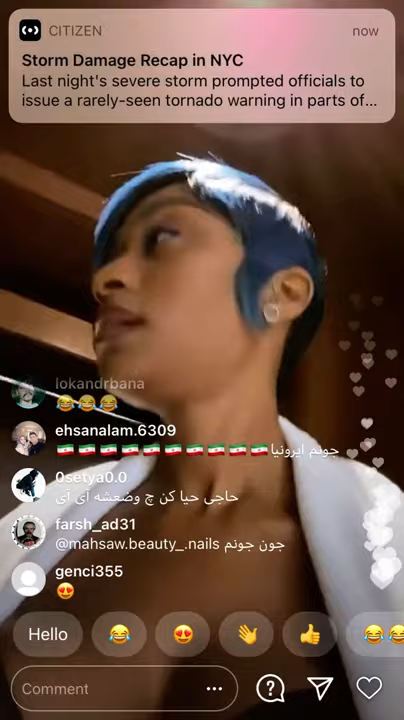 CITIZEN
now
Storm Damage Recap in NYC
Last night's severe storm prompted officials to
issue a rarely-seen tornado warning in parts of...
lokandrbana
😂😂😂
ehsanalam.6309
🇮🇷🇮🇷🇮🇷🇮🇷🇮🇷🇮🇷🇮🇷🇮🇷🇮🇷🇮🇷جونم ایرونیا
0setya0.0
حاجی حیا کن چ وضعشه آی آی
farsh_ad31
@mahsaw.beauty_.nails جون جونم
genci355
😍
Hello 😂 😍 👋 👍 😂😂
Comment ...